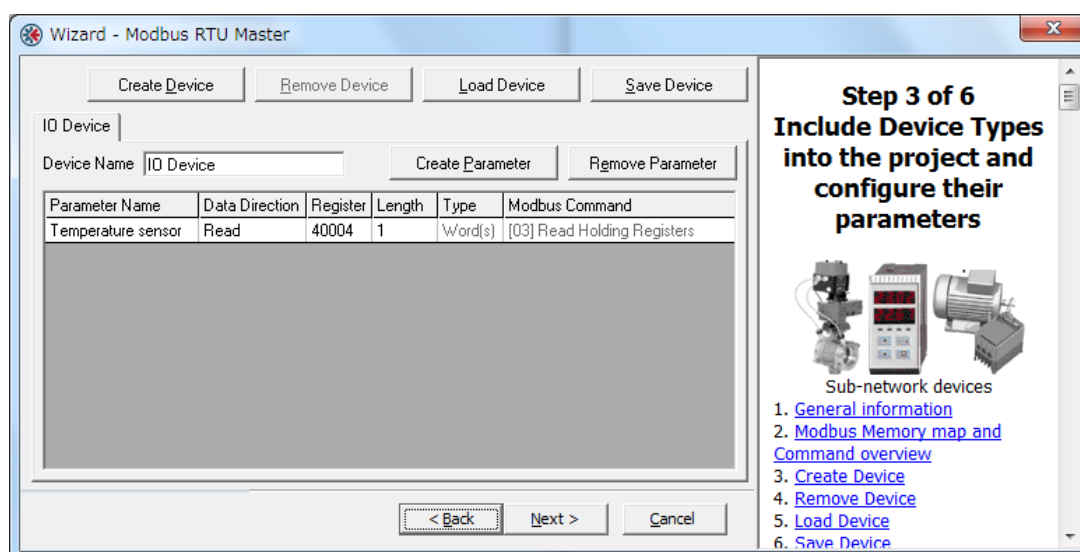 Wizard - Modbus RTU Master
x
Create Device Remove Device Load Device Save Device
IO Device
Device Name IO Device Create Parameter Remove Parameter
Parameter Name Data Direction Register Length Type Modbus Command
Temperature sensor Read 40004 1 Word(s) [03] Read Holding Registers
< Back Next > Cancel
Step 3 of 6
Include Device Types
into the project and
configure their
parameters
Sub-network devices
1. General information
2. Modbus Memory map and
Command overview
3. Create Device
4. Remove Device
5. Load Device
6. Save Device